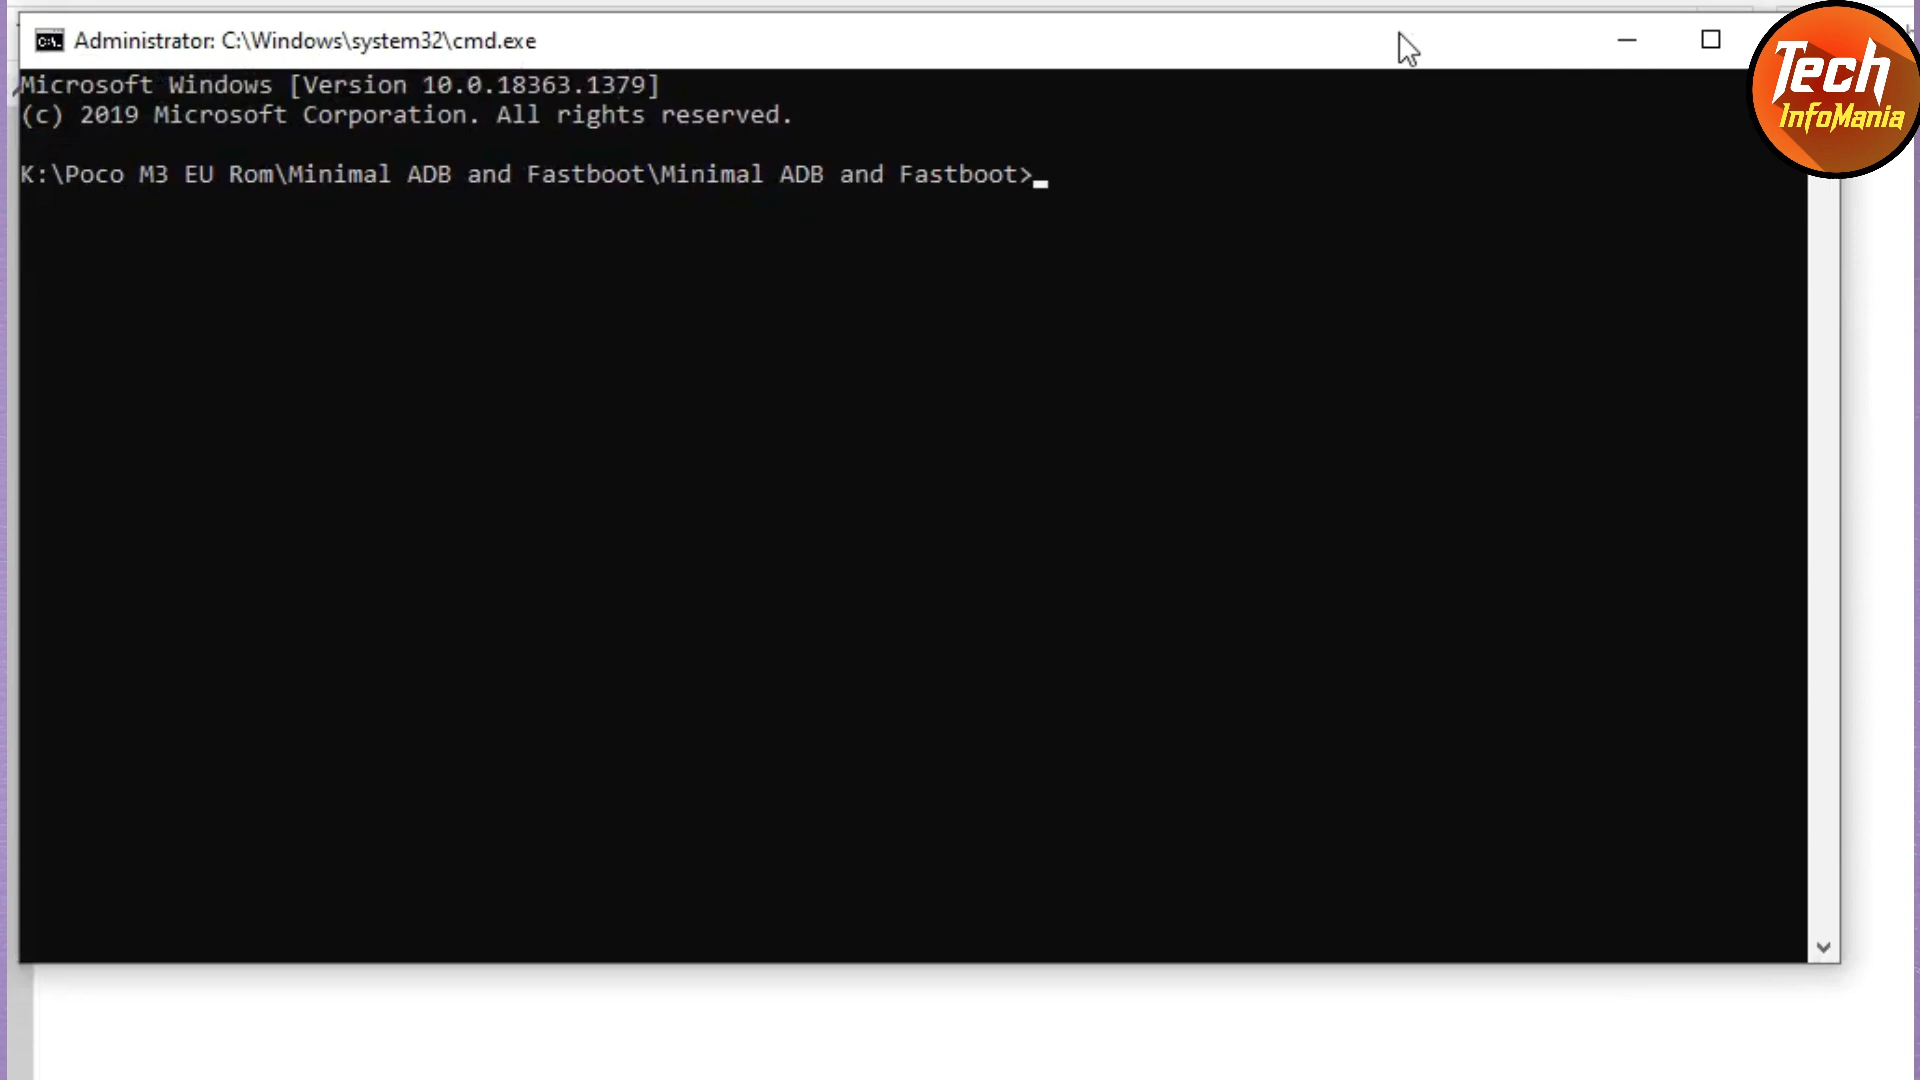 Administrator: C:\Windows\system32\cmd.exe
Microsoft Windows [Version 10.0.18363.1379]
(c) 2019 Microsoft Corporation. All rights reserved.
K:\Poco M3 EU Rom\Minimal ADB and Fastboot\Minimal ADB and Fastboot>
Tech
InfoMania